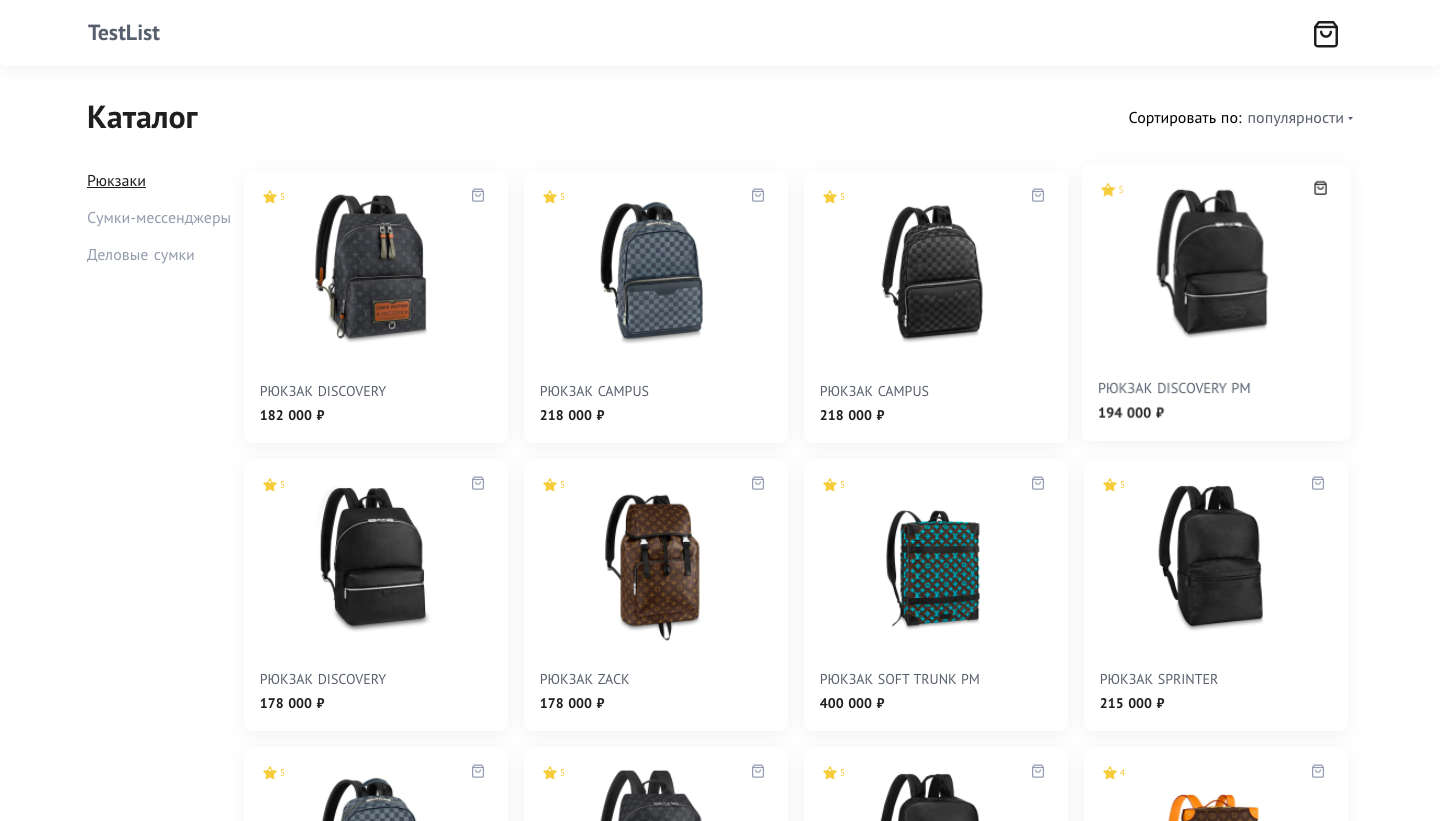 TestList
Каталог
Сортировать по: популярности
Рюкзаки
Сумки-мессенджеры
Деловые сумки
5
РЮКЗАК DISCOVERY
182 000 ₽
5
РЮКЗАК CAMPUS
218 000 ₽
5
РЮКЗАК CAMPUS
218 000 ₽
5
РЮКЗАК DISCOVERY PM
194 000 ₽
5
РЮКЗАК DISCOVERY
178 000 ₽
5
РЮКЗАК ZACK
178 000 ₽
5
РЮКЗАК SOFT TRUNK PM
400 000 ₽
5
РЮКЗАК SPRINTER
215 000 ₽
5
5
5
4